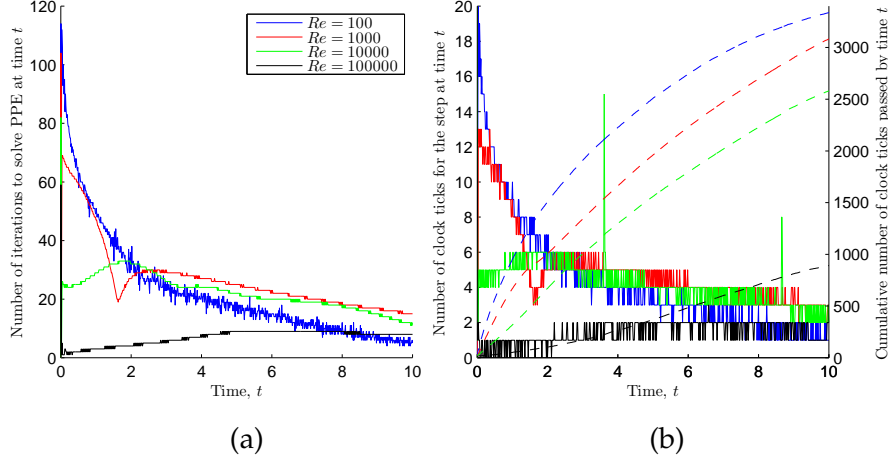 120
100
80
60
40
20
0
0 2 4 6 8 10
Number of iterations to solve PPE at time t
Time, t
Re = 100
Re = 1000
Re = 10000
Re = 100000
(a)
20
18
16
14
12
10
8
6
4
2
0
0 2 4 6 8 10
Number of clock ticks for the step at time t
Time, t
3000
2500
2000
1500
1000
500
0
Cumulative number of clock ticks passed by time t
(b)